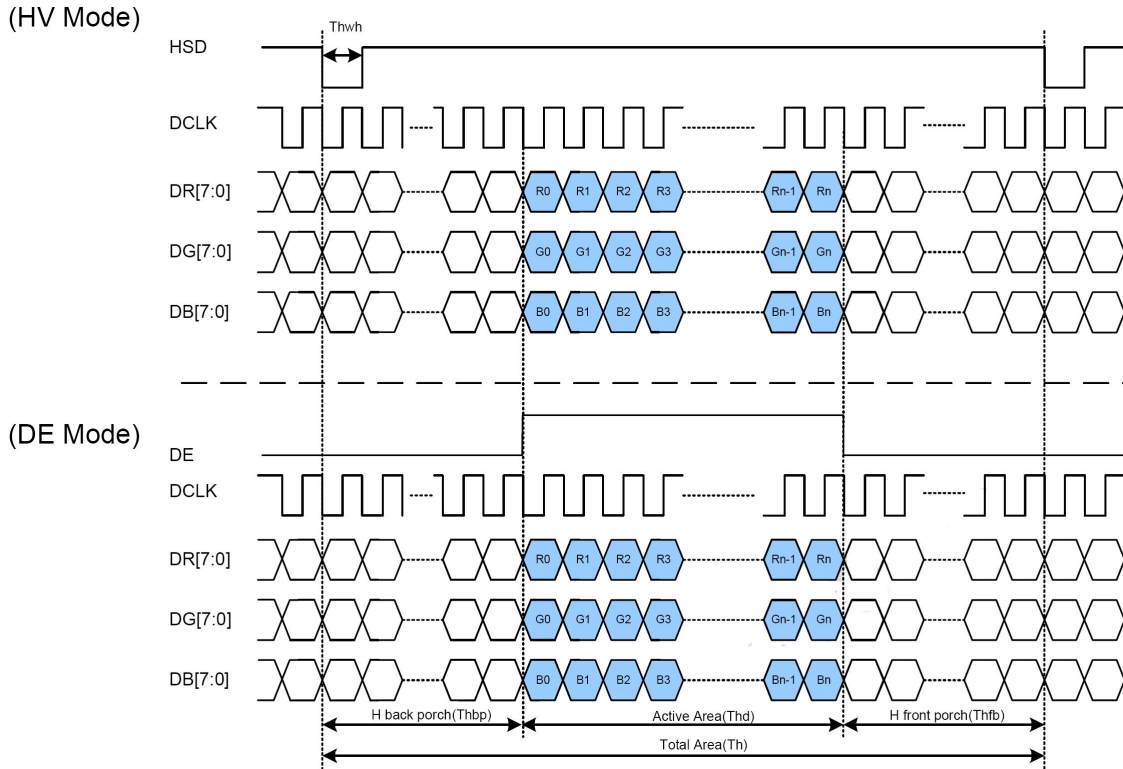 (HV Mode)
Thwh
HSD
DCLK
DR[7:0] R0 R1 R2 R3 Rn-1 Rn
DG[7:0] G0 G1 G2 G3 Gn-1 Gn
DB[7:0] B0 B1 B2 B3 Bn-1 Bn
(DE Mode)
DE
DCLK
DR[7:0] R0 R1 R2 R3 Rn-1 Rn
DG[7:0] G0 G1 G2 G3 Gn-1 Gn
DB[7:0] B0 B1 B2 B3 Bn-1 Bn
H back porch(Thbp) Active Area(Thd) H front porch(Thfb)
Total Area(Th)